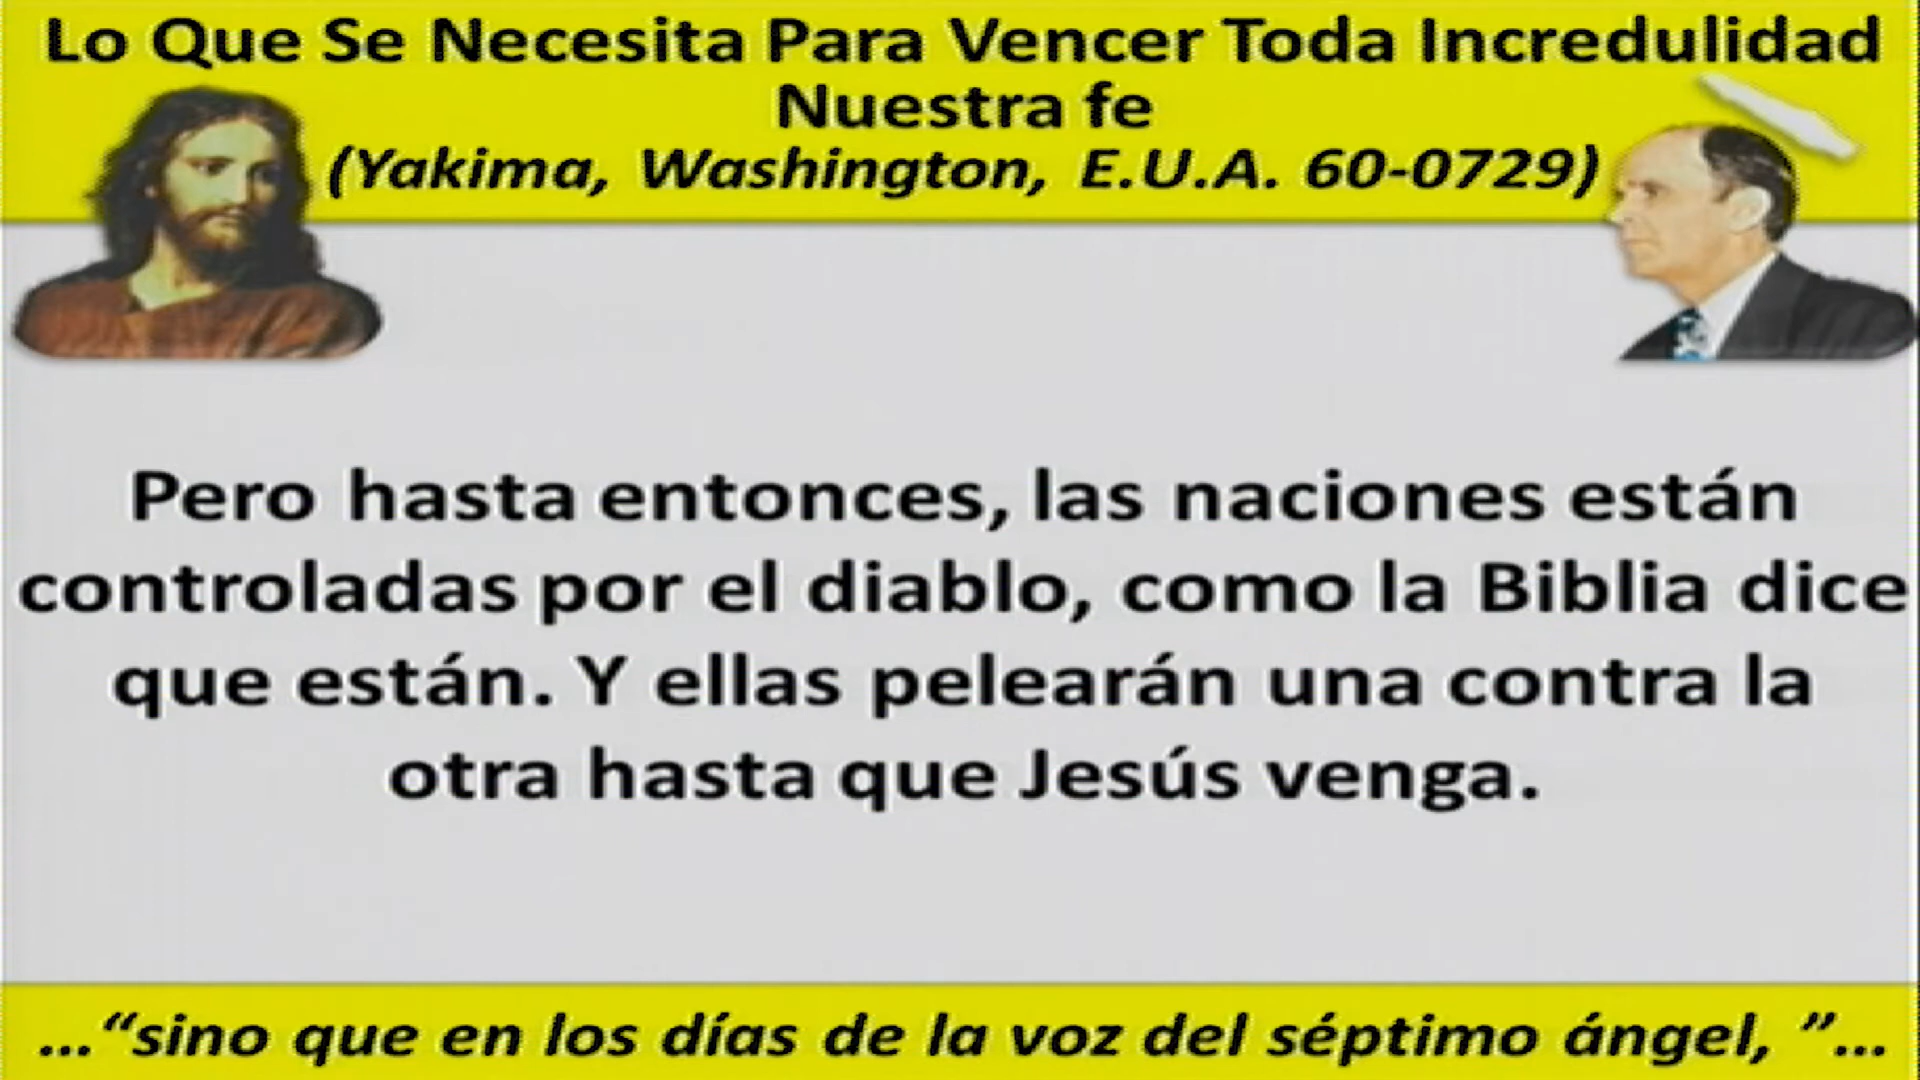 Lo Que Se Necesita Para Vencer Toda Incredulidad
Nuestra fe
(Yakima, Washington, E.U.A. 60-0729)
Pero hasta entonces, las naciones están
controladas por el diablo, como la Biblia dice
que están. Y ellas pelearán una contra la
otra hasta que Jesús venga.
...“sino que en los días de la voz del séptimo ángel, ”...